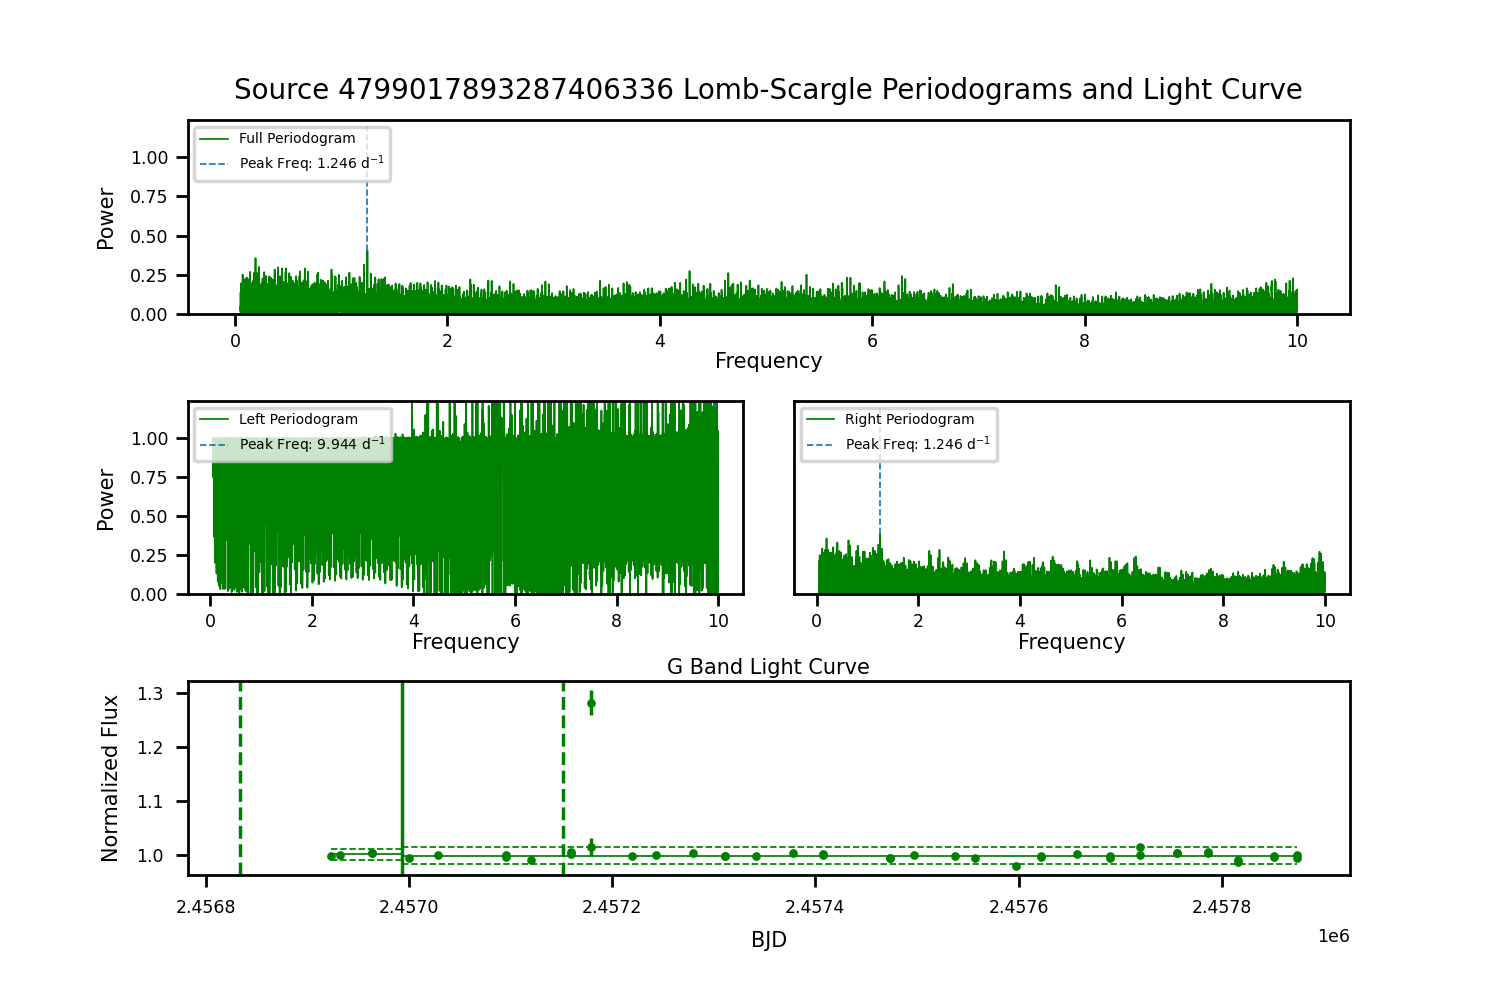 Source 4799017893287406336 Lomb-Scargle Periodograms and Light Curve
Full Periodogram
Peak Freq: 1.246 d⁻¹
Power
1.00
0.75
0.50
0.25
0.00
0 2 4 6 8 10
Frequency
Left Periodogram
Peak Freq: 9.944 d⁻¹
Power
1.00
0.75
0.50
0.25
0.00
0 2 4 6 8 10
Frequency
Right Periodogram
Peak Freq: 1.246 d⁻¹
0 2 4 6 8 10
Frequency
G Band Light Curve
Normalized Flux
1.3
1.2
1.1
1.0
2.4568 2.4570 2.4572 2.4574 2.4576 2.4578
BJD
1e6